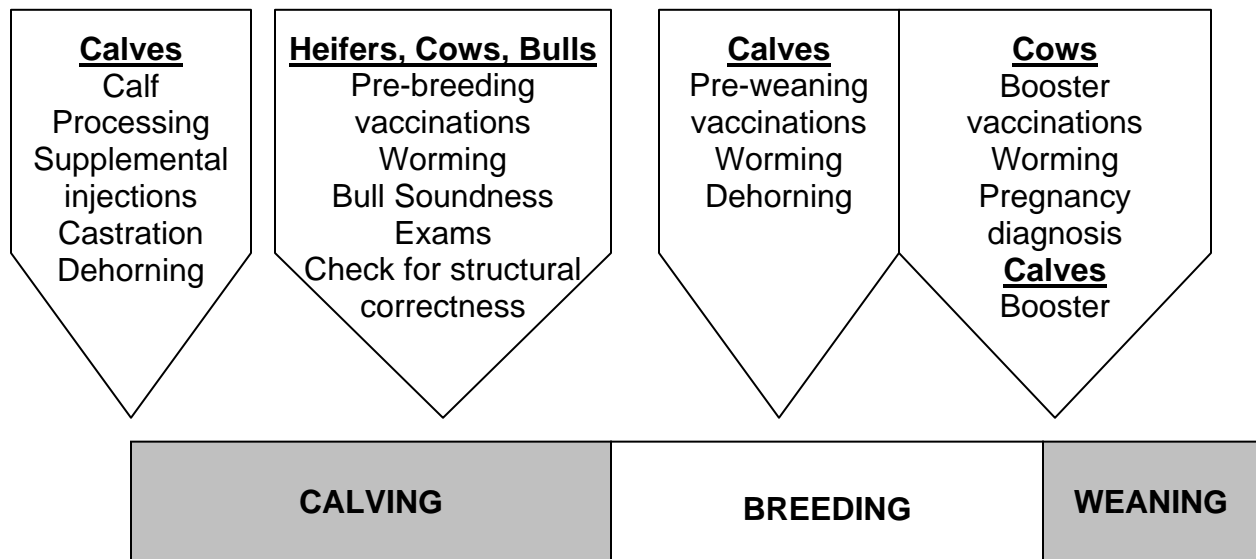 Calves
Calf
Processing
Supplemental
injections
Castration
Dehorning
Heifers, Cows, Bulls
Pre-breeding
vaccinations
Worming
Bull Soundness
Exams
Check for structural
correctness
Calves
Pre-weaning
vaccinations
Worming
Dehorning
Cows
Booster
vaccinations
Worming
Pregnancy
diagnosis
Calves
Booster
CALVING
BREEDING
WEANING